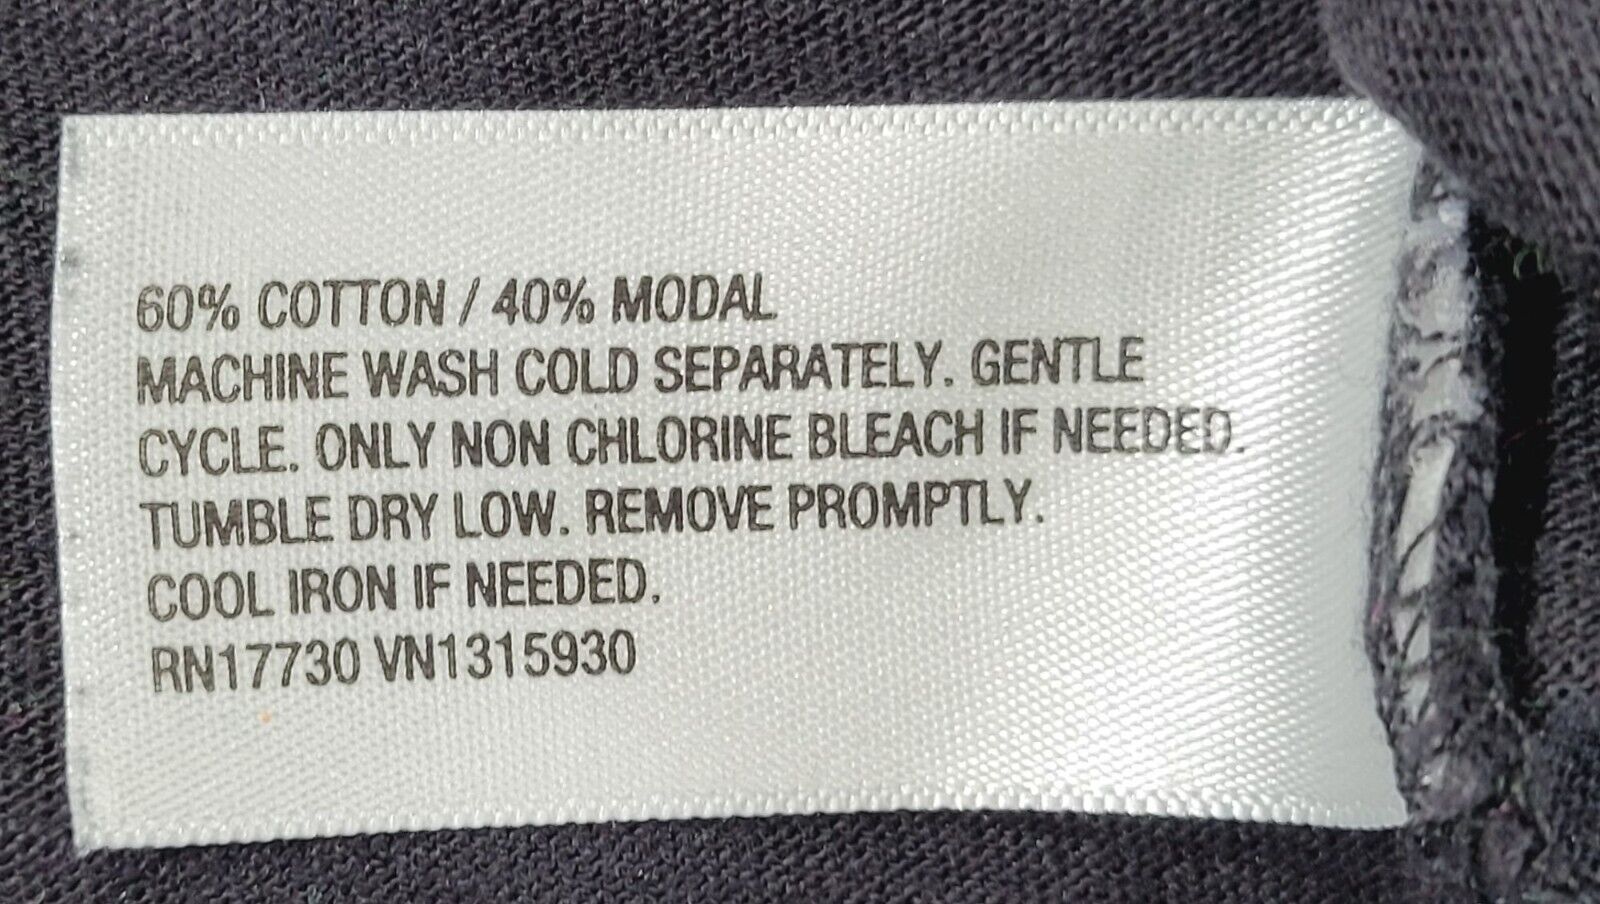 60% COTTON / 40% MODAL
MACHINE WASH COLD SEPARATELY. GENTLE
CYCLE. ONLY NON CHLORINE BLEACH IF NEEDED.
TUMBLE DRY LOW. REMOVE PROMPTLY.
COOL IRON IF NEEDED.
RN17730 VN1315930